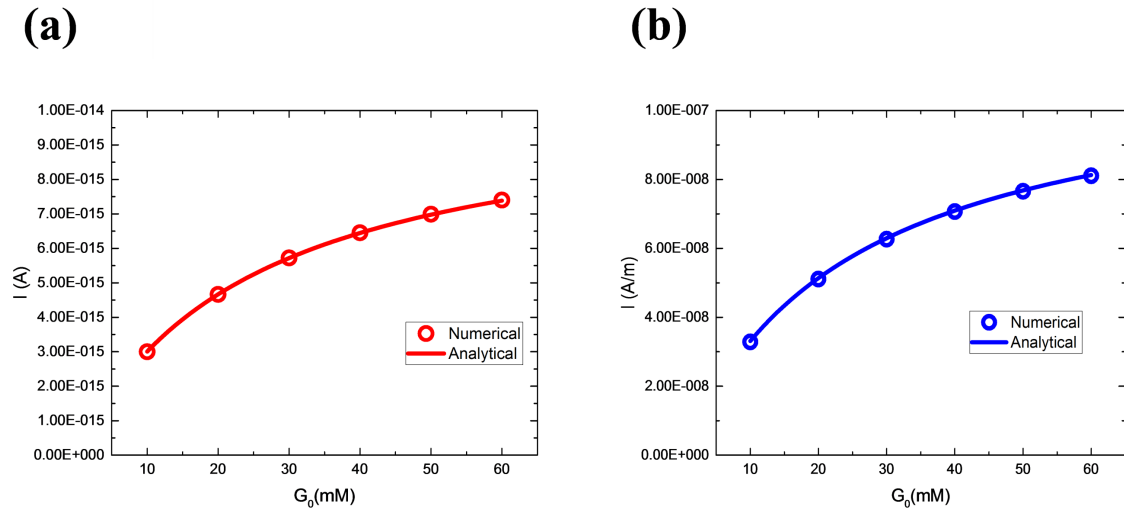 (a)
1.00E-014
9.00E-015
8.00E-015
7.00E-015
6.00E-015
5.00E-015
4.00E-015
3.00E-015
2.00E-015
1.00E-015
0.00E+000
I (A)
10 20 30 40 50 60
G₀(mM)
Numerical
Analytical
(b)
1.00E-007
8.00E-008
6.00E-008
4.00E-008
2.00E-008
0.00E+000
I (A/m)
10 20 30 40 50 60
G₀(mM)
Numerical
Analytical